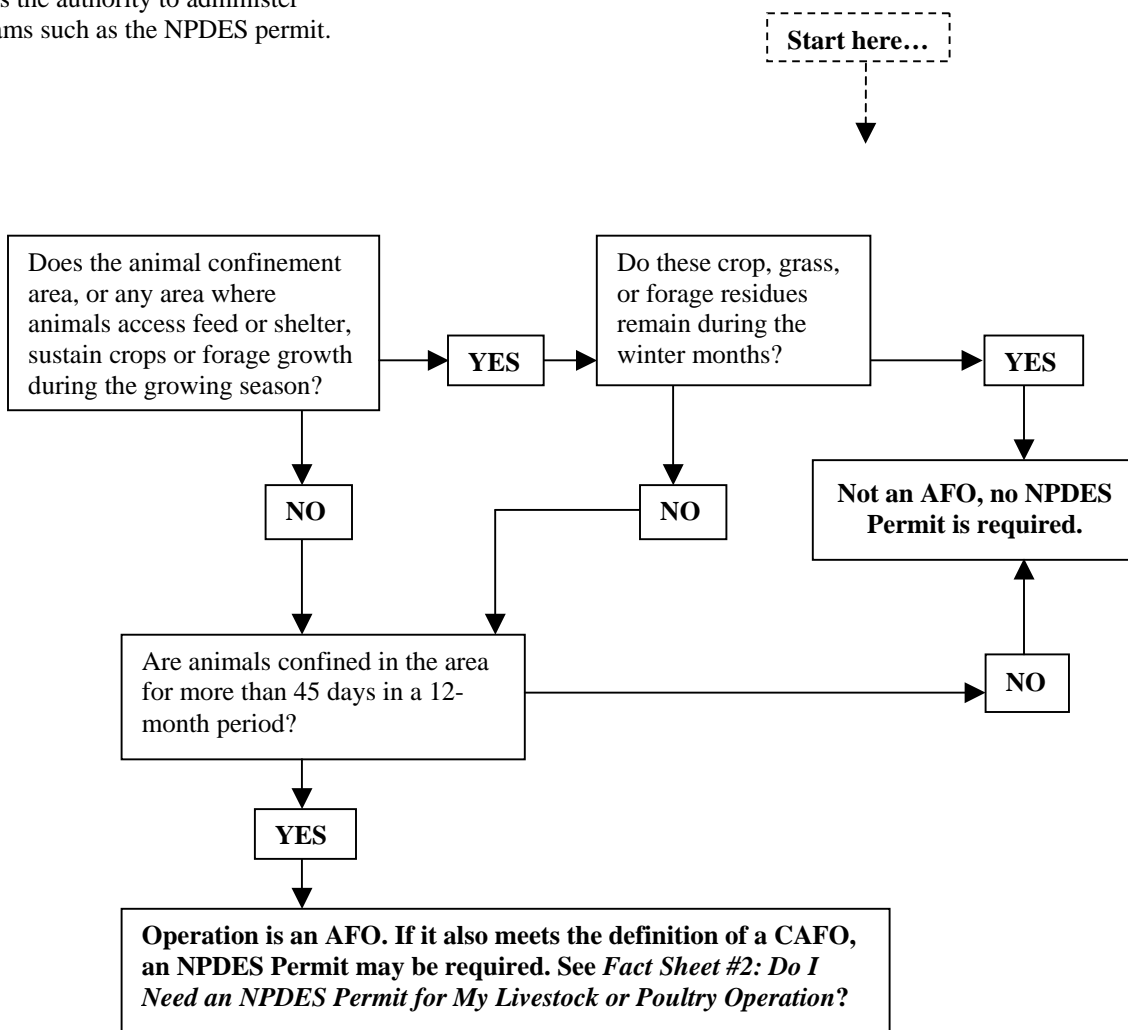 s the authority to administer
ams such as the NPDES permit.
Start here…
Does the animal confinement
area, or any area where
animals access feed or shelter,
sustain crops or forage growth
during the growing season?
YES
Do these crop, grass,
or forage residues
remain during the
winter months?
YES
NO
NO
Not an AFO, no NPDES
Permit is required.
Are animals confined in the area
for more than 45 days in a 12-
month period?
NO
YES
Operation is an AFO. If it also meets the definition of a CAFO,
an NPDES Permit may be required. See Fact Sheet #2: Do I
Need an NPDES Permit for My Livestock or Poultry Operation?